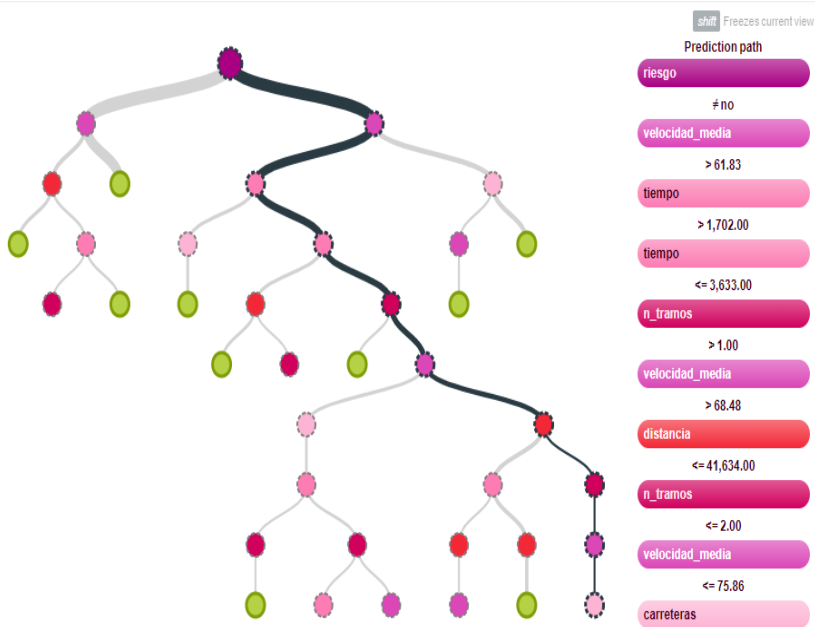 shift Freezes current view
Prediction path
riesgo
≠ no
velocidad_media
> 61.83
tiempo
> 1,702.00
tiempo
<= 3,633.00
n_tramos
> 1.00
velocidad_media
> 68.48
distancia
<= 41,634.00
n_tramos
<= 2.00
velocidad_media
<= 75.86
carreteras